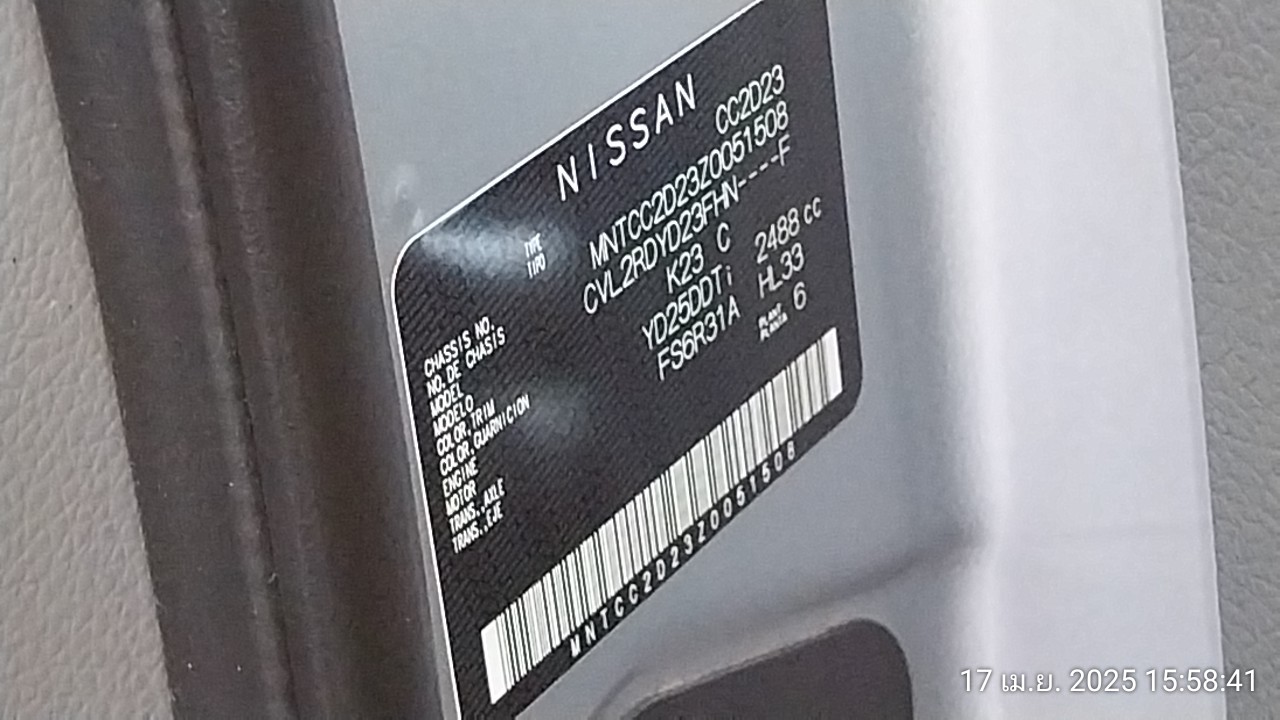 NISSAN
TYPE
TIPO
CC2D23
CHASSIS NO.
NO. DE CHASIS
MNTCC2D23Z0051508
MODEL
MODELO
CVL2RDYD23FHN----F
COLOR, TRIM
COLOR, GUARNICION
K23 C
ENGINE
MOTOR
YD25DDTi 2488 cc
TRANS., AXLE
TRANS., EJE
FS6R31A HL33
PLANT
PLANTA
6
MNTCC2D23Z0051508
17 เม.ย. 2025 15:58:41